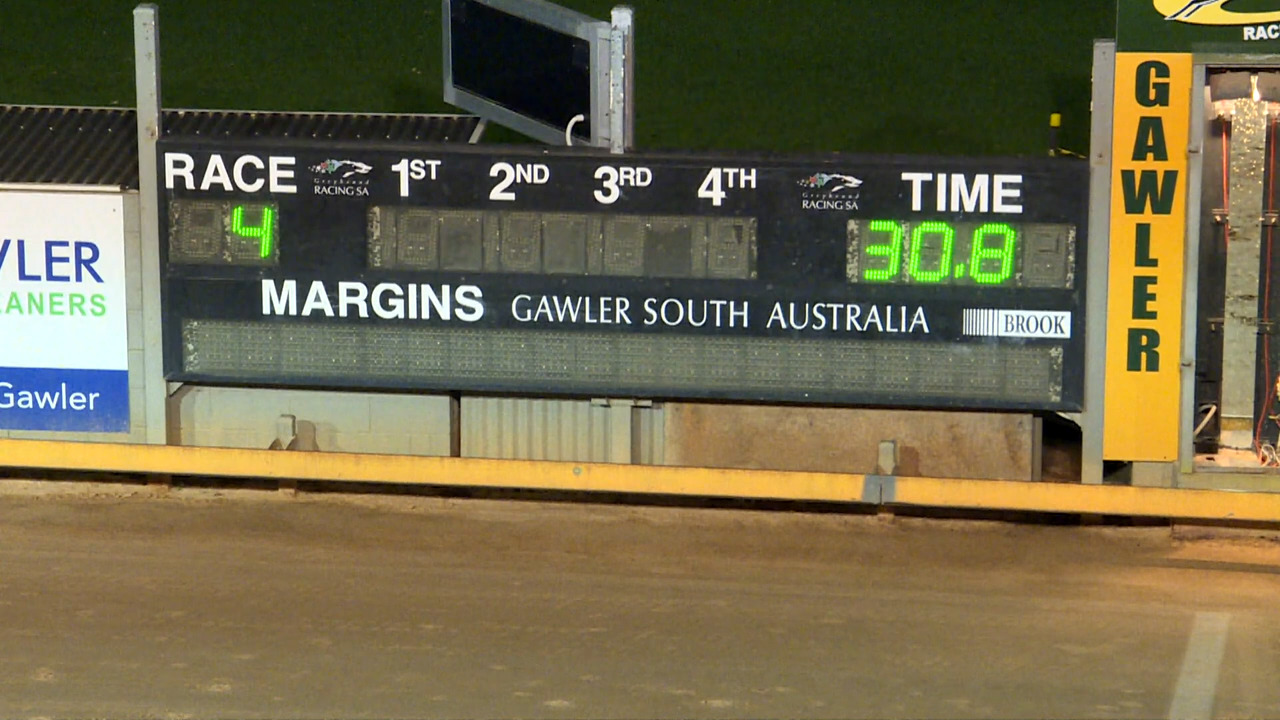 RACE
Greyhound
RACING SA
1ST 2ND 3RD 4TH
Greyhound
RACING SA
TIME
4
30.8
MARGINS
GAWLER SOUTH AUSTRALIA
BROOK
GAWLER
RAC
VLER
EANERS
Gawler